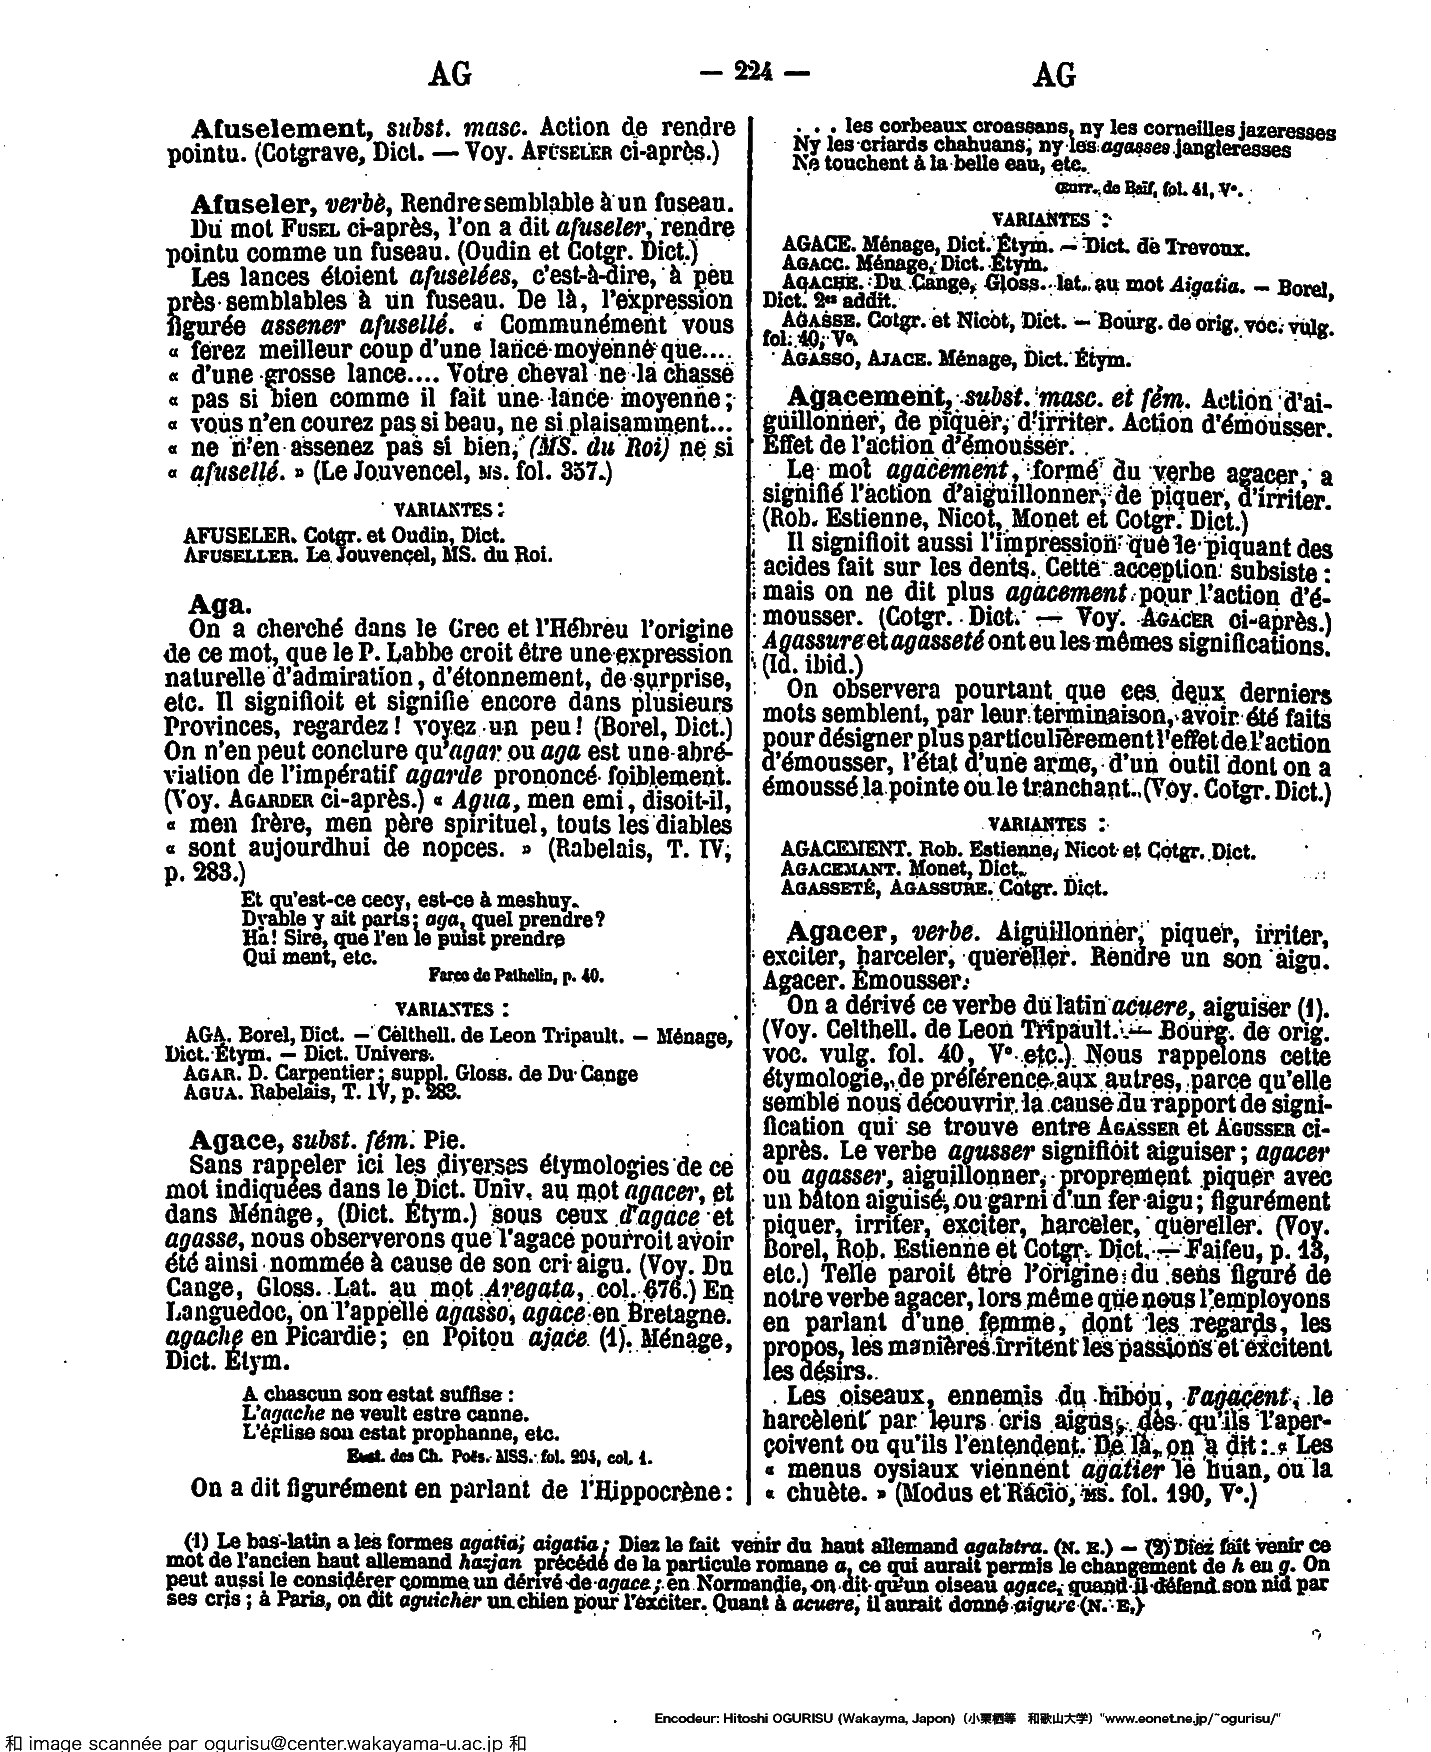 AG — 224 — AG
Afuselement, subst. masc. Action de rendre
pointu. (Cotgrave, Dict. — Voy. AFUSELER ci-après.)
Afuseler, verbe, Rendre semblable à un fuseau.
Du mot FUSEL ci-après, l'on a dit afuseler, rendre
pointu comme un fuseau. (Oudin et Cotgr. Dict.)
Les lances étoient afuselées, c'est-à-dire, à peu
près semblables à un fuseau. De là, l'expression
figurée assener afusellé. « Communément vous
« ferez meilleur coup d'une lance moyenne que....
« d'une grosse lance.... Votre cheval ne la chasse
« pas si bien comme il fait une lance moyenne ;
« vous n'en courez pas si beau, ne si plaisamment...
« ne n'en assenez pas si bien, (MS. du Roi) ne si
« afusellé. » (Le Jouvencel, MS. fol. 357.)
VARIANTES :
AFUSELER. Cotgr. et Oudin, Dict.
AFUSELLER. Le Jouvencel, MS. du Roi.
Aga.
On a cherché dans le Grec et l'Hébreu l'origine
de ce mot, que le P. Labbe croit être une expression
naturelle d'admiration, d'étonnement, de surprise,
etc. Il signifioit et signifie encore dans plusieurs
Provinces, regardez ! voyez un peu ! (Borel, Dict.)
On n'en peut conclure qu'agar ou aga est une abré-
viation de l'impératif agarde prononcé foiblement.
(Voy. AGARDER ci-après.) « Agua, men emi, disoit-il,
« men frère, men père spirituel, touts les diables
« sont aujourdhui de nopces. » (Rabelais, T. IV,
p. 283.)
Et qu'est-ce cecy, est-ce à meshuy.
Dyable y ait parts ; aga, quel prendre ?
Ha ! Sire, que l'en le puist prendre
Qui ment, etc.
Farce de Pathelin, p. 40.
VARIANTES :
AGA. Borel, Dict. — Celthell. de Leon Tripault. — Ménage,
Dict. Étym. — Dict. Univers.
AGAR. D. Carpentier ; suppl. Gloss. de Du Cange
AGUA. Rabelais, T. IV, p. 283.
Agace, subst. fém. Pie.
Sans rappeler ici les diverses étymologies de ce
mot indiquées dans le Dict. Univ. au mot agacer, et
dans Ménage, (Dict. Étym.) sous ceux d'agace et
agasse, nous observerons que l'agace pourroit avoir
été ainsi nommée à cause de son cri aigu. (Voy. Du
Cange, Gloss. Lat. au mot Aregata, col. 676.) En
Languedoc, on l'appelle agasso, agace en Bretagne.
agache en Picardie ; en Poitou ajace (1). Ménage,
Dict. Étym.
A chascun son estat suffise :
L'agache ne veult estre canne.
L'église son estat prophanne, etc.
Eust. des Ch. Poës. MSS. fol. 204, col. 1.
On a dit figurément en parlant de l'Hippocrène :
. . . les corbeaux croassans, ny les corneilles jazeresses
Ny les criards chahuans, ny les agasses jangleresses
Ne touchent à la belle eau, etc.
Œuvr. de Baïf, fol. 41, V°.
VARIANTES :
AGACE. Ménage, Dict. Étym. — Dict. de Trevoux.
AGACC. Ménage, Dict. Étym.
AGACHE. Du Cange, Gloss. lat. au mot Aigatia. — Borel,
Dict. 2es addit.
AGASSE. Cotgr. et Nicot, Dict. — Bourg. de orig. voc. vulg.
fol. 40, V°.
AGASSO, AJACE. Ménage, Dict. Étym.
Agacement, subst. masc. et fém. Action d'ai-
guillonner, de piquer, d'irriter. Action d'émousser.
Effet de l'action d'émousser.
Le mot agacement, formé du verbe agacer, a
signifié l'action d'aiguillonner, de piquer, d'irriter.
(Rob. Estienne, Nicot, Monet et Cotgr. Dict.)
Il signifioit aussi l'impression que le piquant des
acides fait sur les dents. Cette acception subsiste :
mais on ne dit plus agacement pour l'action d'é-
mousser. (Cotgr. Dict. — Voy. AGACER ci-après.)
Agassure et agasseté ont eu les mêmes significations.
(Id. ibid.)
On observera pourtant que ces deux derniers
mots semblent, par leur terminaison, avoir été faits
pour désigner plus particulièrement l'effet de l'action
d'émousser, l'état d'une arme, d'un outil dont on a
émoussé la pointe ou le tranchant. (Voy. Cotgr. Dict.)
VARIANTES :
AGACEMENT. Rob. Estienne, Nicot et Cotgr. Dict.
AGACEMANT. Monet, Dict.
AGASSETÉ, AGASSURE. Cotgr. Dict.
Agacer, verbe. Aiguillonner, piquer, irriter,
exciter, harceler, quereller. Rendre un son aigu.
Agacer. Émousser.
On a dérivé ce verbe du latin acuere, aiguiser (1).
(Voy. Celthell. de Leon Tripault. — Bourg. de orig.
voc. vulg. fol. 40, V° etc.) Nous rappelons cette
étymologie, de préférence aux autres, parce qu'elle
semble nous découvrir la cause du rapport de signi-
fication qui se trouve entre AGASSER et AGUSSER ci-
après. Le verbe agusser signifioit aiguiser ; agacer
ou agasser, aiguillonner, proprement piquer avec
un bâton aiguisé, ou garni d'un fer aigu ; figurément
piquer, irriter, exciter, harceler, quereller. (Voy.
Borel, Rob. Estienne et Cotgr. Dict. — Faifeu, p. 13,
etc.) Telle paroit être l'origine du sens figuré de
notre verbe agacer, lors même que nous l'employons
en parlant d'une femme, dont les regards, les
propos, les manières irritent les passions et excitent
les désirs.
Les oiseaux, ennemis du hibou, l'agacent, le
harcèlent par leurs cris aigus, dès qu'ils l'aper-
çoivent ou qu'ils l'entendent. De là, on a dit : « Les
« menus oysiaux viennent agatier le huan, ou la
« chuète. » (Modus et Racio, MS. fol. 190, V°.)
(1) Le bas-latin a les formes agatia, aigatia ; Diez le fait venir du haut allemand agalstra. (N. E.) — (2) Diez fait venir ce
mot de l'ancien haut allemand hazjan précédé de la particule romane a, ce qui aurait permis le changement de h en g. On
peut aussi le considérer comme un dérivé de agace ; en Normandie, on dit qu'un oiseau agace, quand il défend son nid par
ses cris ; à Paris, on dit aguicher un chien pour l'exciter. Quant à acuere, il aurait donné aigure (N. E.)
Encodeur: Hitoshi OGURISU (Wakayma, Japon) (小栗栖等 和歌山大学) "www.eonet.ne.jp/~ogurisu/"
和 image scannée par ogurisu@center.wakayama-u.ac.jp 和